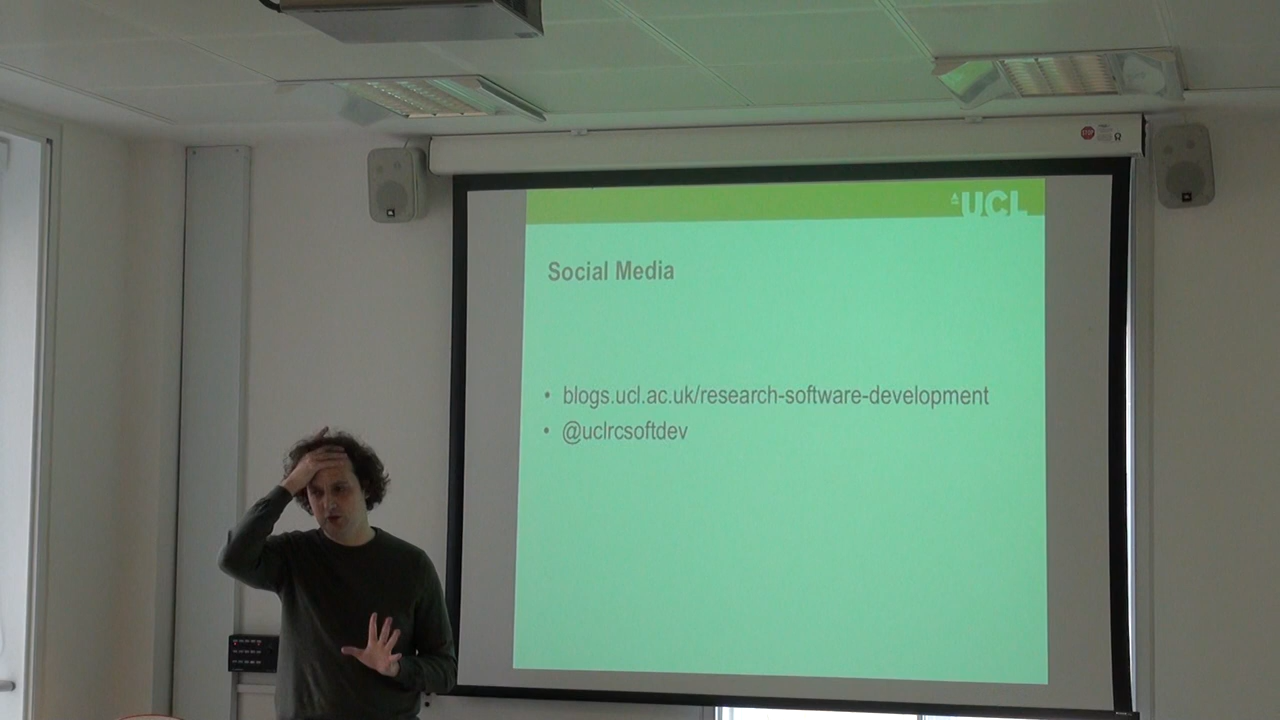 UCL
Social Media
• blogs.ucl.ac.uk/research-software-development
• @uclrcsoftdev